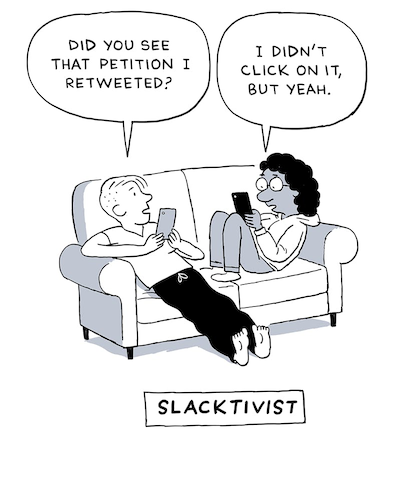 DID YOU SEE
THAT PETITION I
RETWEETED?
I DIDN'T
CLICK ON IT,
BUT YEAH.
SLACKTIVIST